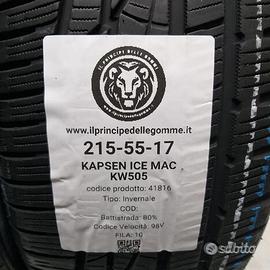 IL PRINCIPE DELLE GOMME
www.ilprincipedellegomme.it
215-55-17
KAPSEN ICE MAC
KW505
codice prodotto: 41816
Tipo: Invernale
COD:
Battistrada: 80%
Codice Velocità: 98V
FILA: 10
subito